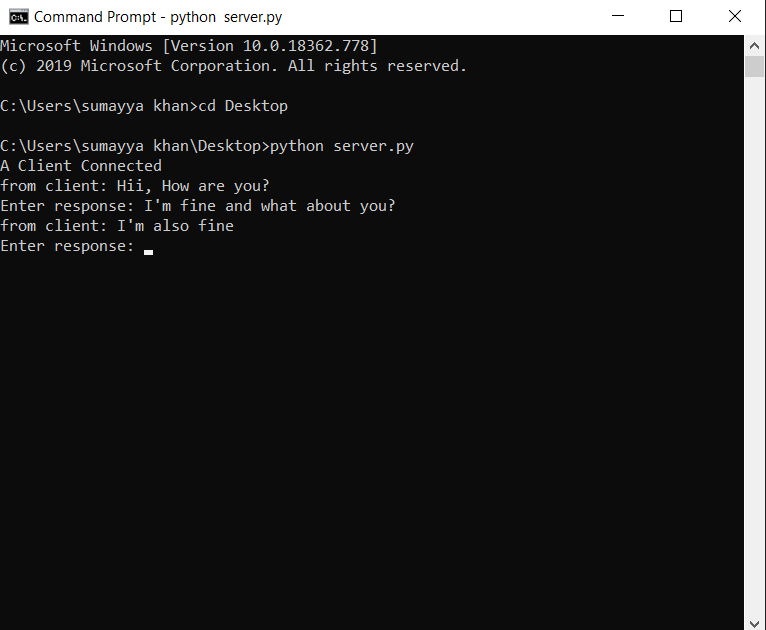 Command Prompt - python  server.py
Microsoft Windows [Version 10.0.18362.778]
(c) 2019 Microsoft Corporation. All rights reserved.
C:\Users\sumayya khan>cd Desktop
C:\Users\sumayya khan\Desktop>python server.py
A Client Connected
from client: Hii, How are you?
Enter response: I'm fine and what about you?
from client: I'm also fine
Enter response: